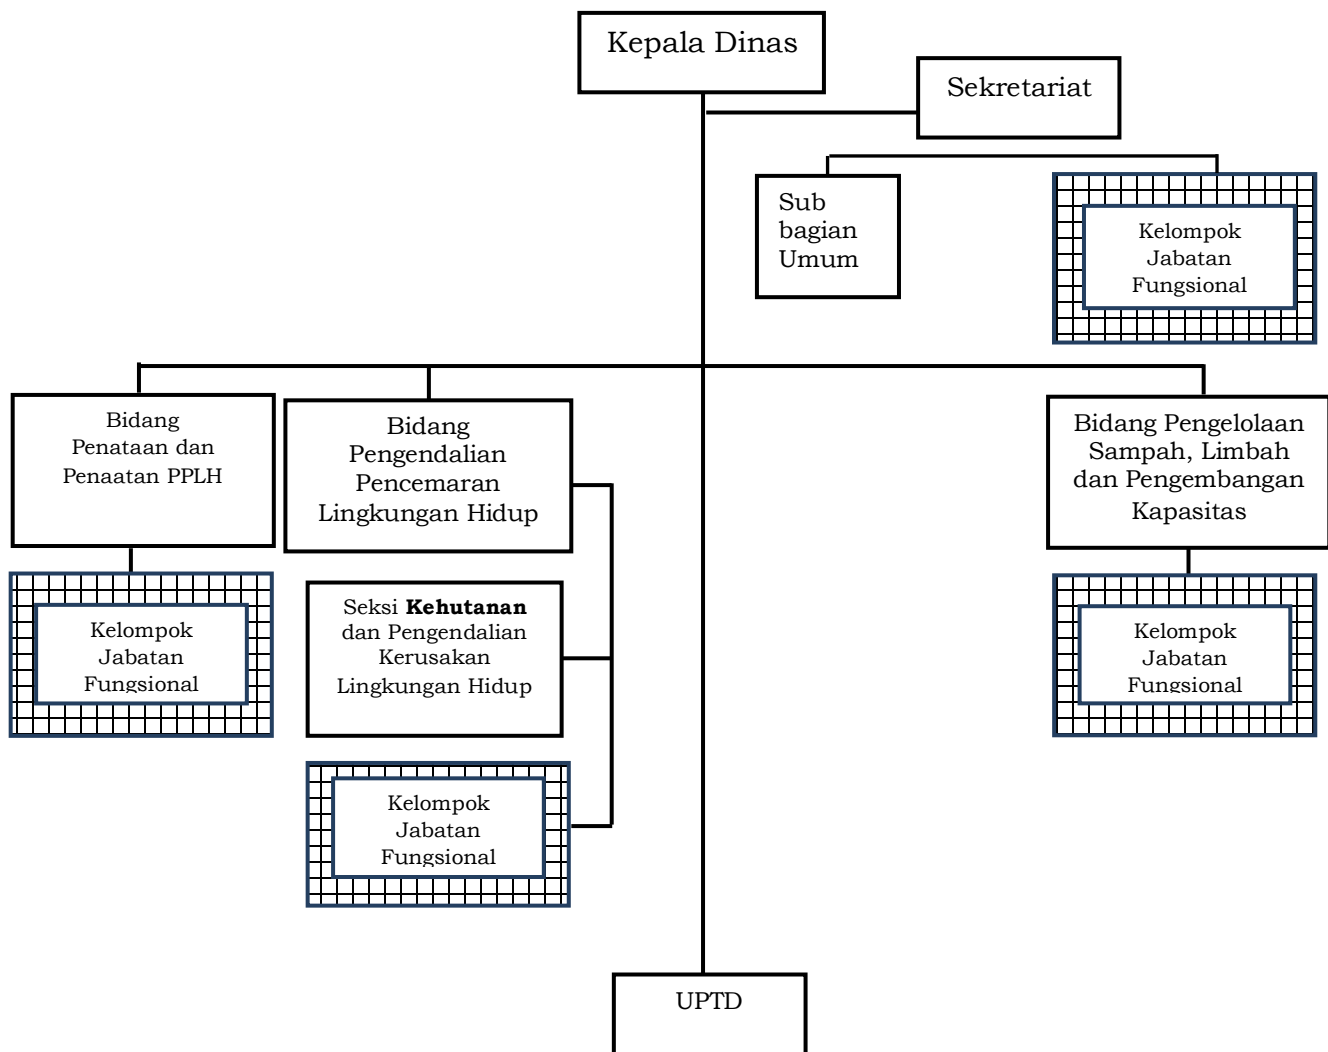 Kepala Dinas
Sekretariat
Sub
bagian
Umum
Kelompok
Jabatan
Fungsional
Bidang
Penataan dan
Penaatan PPLH
Bidang
Pengendalian
Pencemaran
Lingkungan Hidup
Bidang Pengelolaan
Sampah, Limbah
dan Pengembangan
Kapasitas
Kelompok
Jabatan
Fungsional
Seksi Kehutanan
dan Pengendalian
Kerusakan
Lingkungan Hidup
Kelompok
Jabatan
Fungsional
Kelompok
Jabatan
Fungsional
UPTD